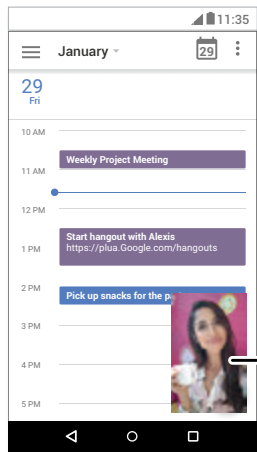 11:35
January
29
29
Fri
10 AM
Weekly Project Meeting
11 AM
12 PM
Start hangout with Alexis
https://plua.Google.com/hangouts
1 PM
2 PM
Pick up snacks for the p
3 PM
4 PM
5 PM